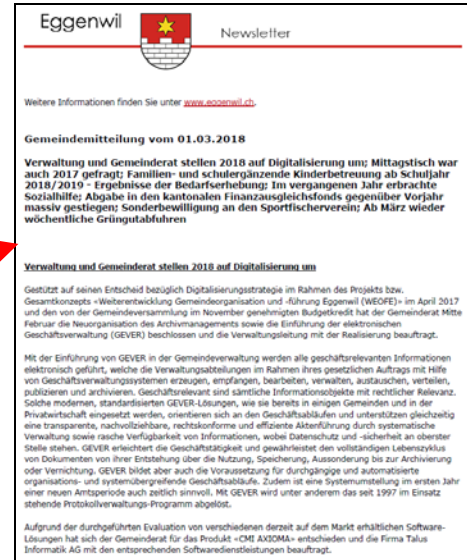 Eggenwil
Newsletter
Weitere Informationen finden Sie unter www.eggenwil.ch.
Gemeindemitteilung vom 01.03.2018
Verwaltung und Gemeinderat stellen 2018 auf Digitalisierung um; Mittagstisch war
auch 2017 gefragt; Familien- und schulergänzende Kinderbetreuung ab Schuljahr
2018/2019 - Ergebnisse der Bedarfserhebung; Im vergangenen Jahr erbrachte
Sozialhilfe; Abgabe in den kantonalen Finanzausgleichsfonds gegenüber Vorjahr
massiv gestiegen; Sonderbewilligung an den Sportfischerverein; Ab März wieder
wöchentliche Grüngutabfuhren
Verwaltung und Gemeinderat stellen 2018 auf Digitalisierung um
Gestützt auf seinen Entscheid bezüglich Digitalisierungsstrategie im Rahmen des Projekts bzw.
Gesamtkonzepts «Weiterentwicklung Gemeindeorganisation und -führung Eggenwil (WEOFE)» im April 2017
und den von der Gemeindeversammlung im November genehmigten Budgetkredit hat der Gemeinderat Mitte
Februar die Neuorganisation des Archivmanagements sowie die Einführung der elektronischen
Geschäftsverwaltung (GEVER) beschlossen und die Verwaltungsleitung mit der Realisierung beauftragt.
Mit der Einführung von GEVER in der Gemeindeverwaltung werden alle geschäftsrelevanten Informationen
elektronisch geführt, welche die Verwaltungsabteilungen im Rahmen ihres gesetzlichen Auftrags mit Hilfe
von Geschäftsverwaltungssystemen erzeugen, empfangen, bearbeiten, verwalten, austauschen, verteilen,
publizieren und archivieren. Geschäftsrelevant sind sämtliche Informationsobjekte mit rechtlicher Relevanz.
Solche modernen, standardisierten GEVER-Lösungen, wie sie bereits in einigen Gemeinden und in der
Privatwirtschaft eingesetzt werden, orientieren sich an den Geschäftsabläufen und unterstützen gleichzeitig
eine transparente, nachvollziehbare, rechtskonforme und effiziente Aktenführung durch systematische
Verwaltung sowie rasche Verfügbarkeit von Informationen, wobei Datenschutz und -sicherheit an oberster
Stelle stehen. GEVER erleichtert die Geschäftstätigkeit und gewährleistet den vollständigen Lebenszyklus
von Dokumenten von ihrer Entstehung über die Nutzung, Speicherung, Aussonderung bis zur Archivierung
oder Vernichtung. GEVER bildet aber auch die Voraussetzung für durchgängige und automatisierte
organisations- und systemübergreifende Geschäftsabläufe. Zudem ist eine Systemumstellung im ersten Jahr
einer neuen Amtsperiode auch zeitlich sinnvoll. Mit GEVER wird unter anderem das seit 1997 im Einsatz
stehende Protokollverwaltungs-Programm abgelöst.
Aufgrund der durchgeführten Evaluation von verschiedenen derzeit auf dem Markt erhältlichen Software-
Lösungen hat sich der Gemeinderat für das Produkt «CMI AXIOMA» entschieden und die Firma Talus
Informatik AG mit den entsprechenden Softwaredienstleistungen beauftragt.